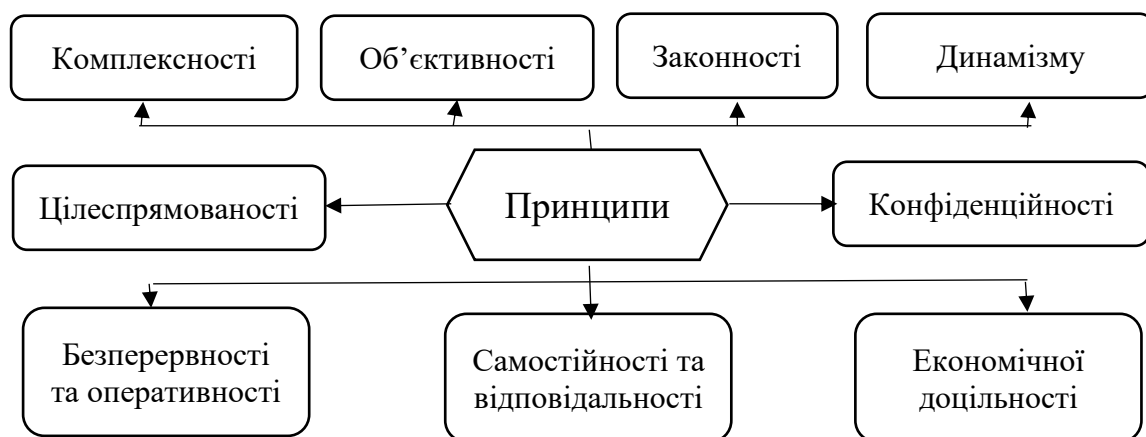 Комплексності
Об’єктивності
Законності
Динамізму
Цілеспрямованості
Принципи
Конфіденційності
Безперервності
та оперативності
Самостійності та
відповідальності
Економічної
доцільності